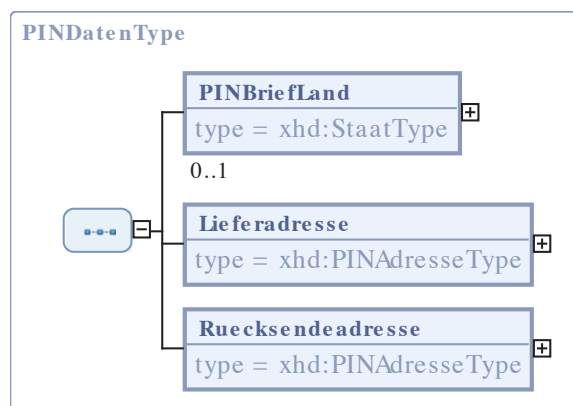 PINDatenType
PINBriefLand
type = xhd:StaatType
0..1
Lieferadresse
type = xhd:PINAdresseType
Ruecksendeadresse
type = xhd:PINAdresseType